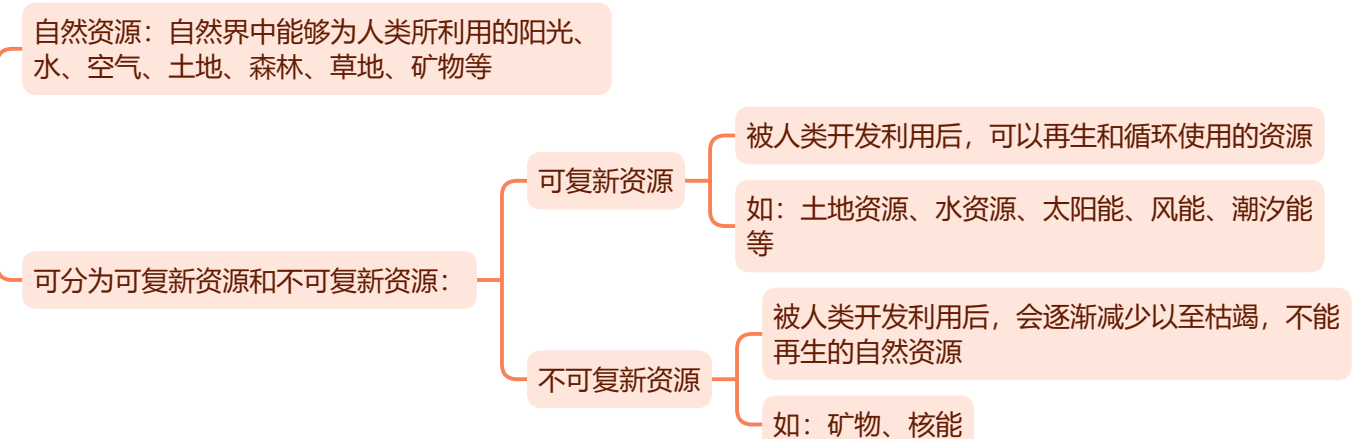 自然资源：自然界中能够为人类所利用的阳光、
水、空气、土地、森林、草地、矿物等
可分为可复新资源和不可复新资源：
可复新资源
被人类开发利用后，可以再生和循环使用的资源
如：土地资源、水资源、太阳能、风能、潮汐能
等
不可复新资源
被人类开发利用后，会逐渐减少以至枯竭，不能
再生的自然资源
如：矿物、核能